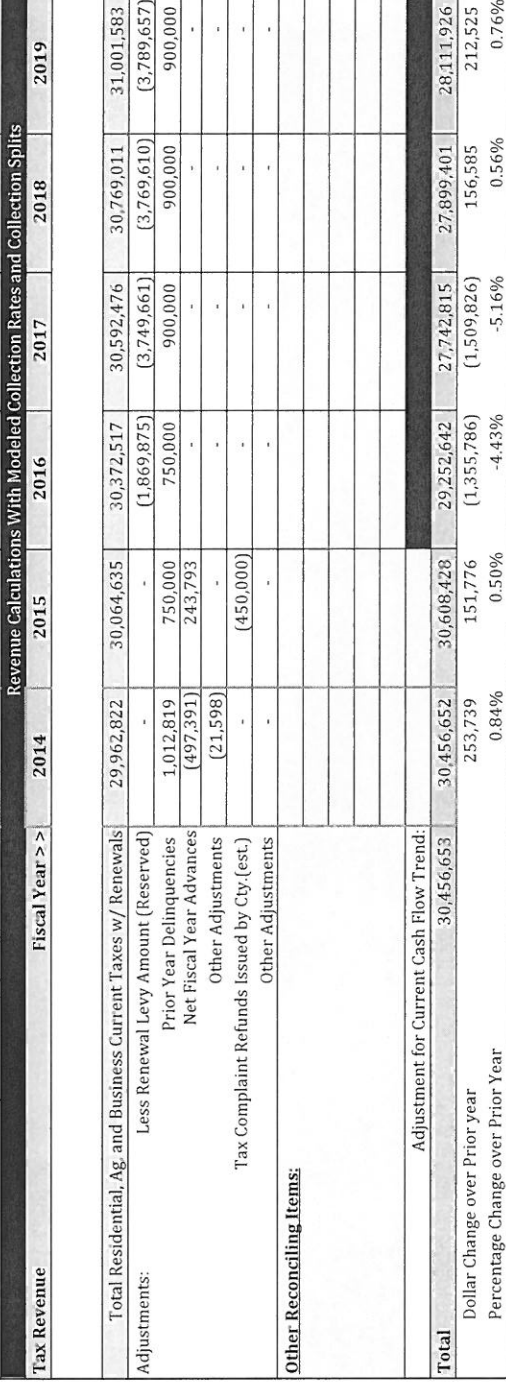 Revenue Calculations With Modeled Collection Rates and Collection Splits
Tax Revenue Fiscal Year > > 2014 2015 2016 2017 2018 2019
Total Residential, Ag, and Business Current Taxes w/ Renewals 29,962,822 30,064,635 30,372,517 30,592,476 30,769,011 31,001,583
Adjustments: Less Renewal Levy Amount (Reserved) - - (1,869,875) (3,749,661) (3,769,610) (3,789,657)
Prior Year Delinquencies 1,012,819 750,000 750,000 900,000 900,000 900,000
Net Fiscal Year Advances (497,391) 243,793 - - - -
Other Adjustments (21,598) - - - -
Tax Complaint Refunds Issued by Cty.(est.) - (450,000) - - - -
Other Adjustments - - - - - -
Other Reconciling Items:
Adjustment for Current Cash Flow Trend:
Total 30,456,653 30,456,652 30,608,428 29,252,642 27,742,815 27,899,401 28,111,926
Dollar Change over Prior year 253,739 151,776 (1,355,786) (1,509,826) 156,585 212,525
Percentage Change over Prior Year 0.84% 0.50% -4.43% -5.16% 0.56% 0.76%